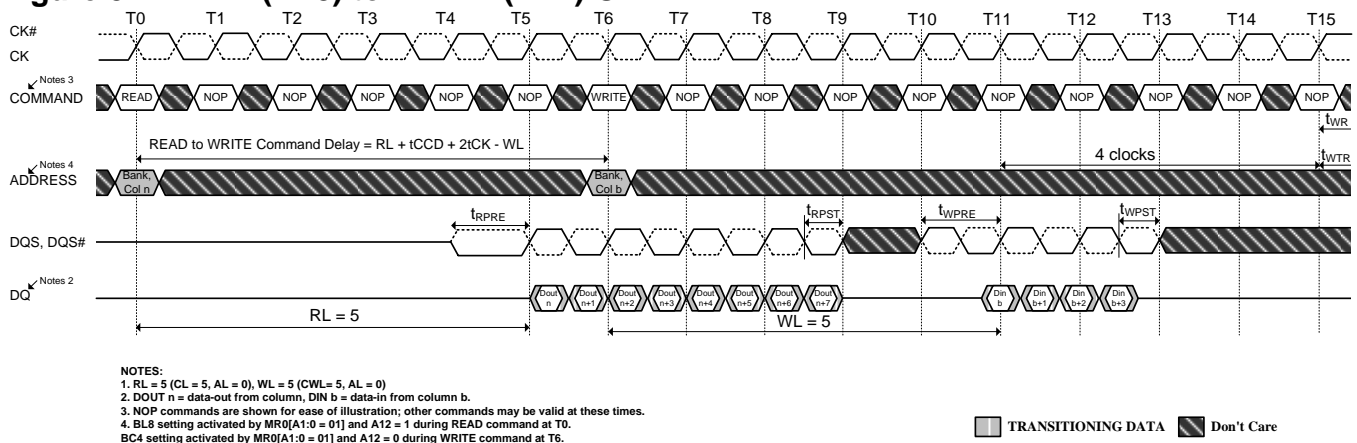 T0 T1 T2 T3 T4 T5 T6 T7 T8 T9 T10 T11 T12 T13 T14 T15
CK#
CK
Notes 3
COMMAND READ NOP NOP NOP NOP NOP WRITE NOP NOP NOP NOP NOP NOP NOP NOP NOP
tWR
READ to WRITE Command Delay = RL + tCCD + 2tCK - WL
4 clocks
tWTR
Notes 4
ADDRESS
Bank, Col n
Bank, Col b
tRPRE tRPST tWPRE tWPST
DQS, DQS#
Notes 2
DQ
Dout n Dout n+1 Dout n+2 Dout n+3 Dout n+4 Dout n+5 Dout n+6 Dout n+7 Din b Din b+1 Din b+2 Din b+3
RL = 5
WL = 5
NOTES:
1. RL = 5 (CL = 5, AL = 0), WL = 5 (CWL= 5, AL = 0)
2. DOUT n = data-out from column, DIN b = data-in from column b.
3. NOP commands are shown for ease of illustration; other commands may be valid at these times.
4. BL8 setting activated by MR0[A1:0 = 01] and A12 = 1 during READ command at T0.
BC4 setting activated by MR0[A1:0 = 01] and A12 = 0 during WRITE command at T6.
TRANSITIONING DATA
Don't Care